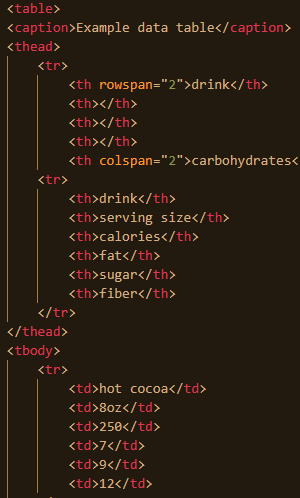 <table>
<caption>Example data table</caption>
<thead>
<tr>
<th rowspan="2">drink</th>
<th></th>
<th></th>
<th></th>
<th colspan="2">carbohydrates<
<tr>
<th>drink</th>
<th>serving size</th>
<th>calories</th>
<th>fat</th>
<th>sugar</th>
<th>fiber</th>
</tr>
</thead>
<tbody>
<tr>
<td>hot cocoa</td>
<td>8oz</td>
<td>250</td>
<td>7</td>
<td>9</td>
<td>12</td>